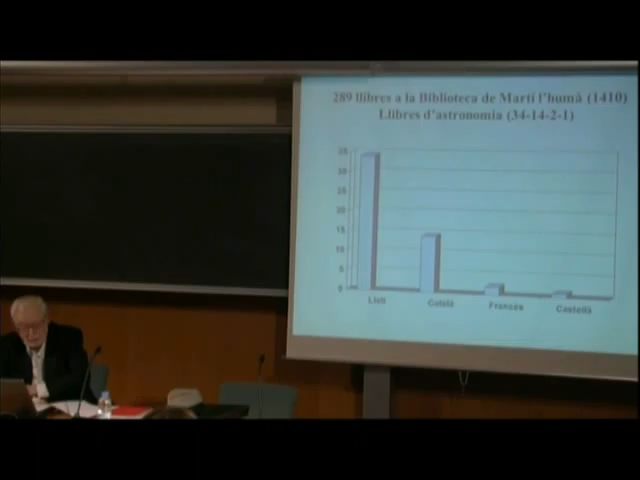 289 llibres a la Biblioteca de Martí l'humà (1410)
Llibres d'astronomia (34-14-2-1)
35
30
25
20
15
10
5
0
Llatí
Català
Francès
Castellà